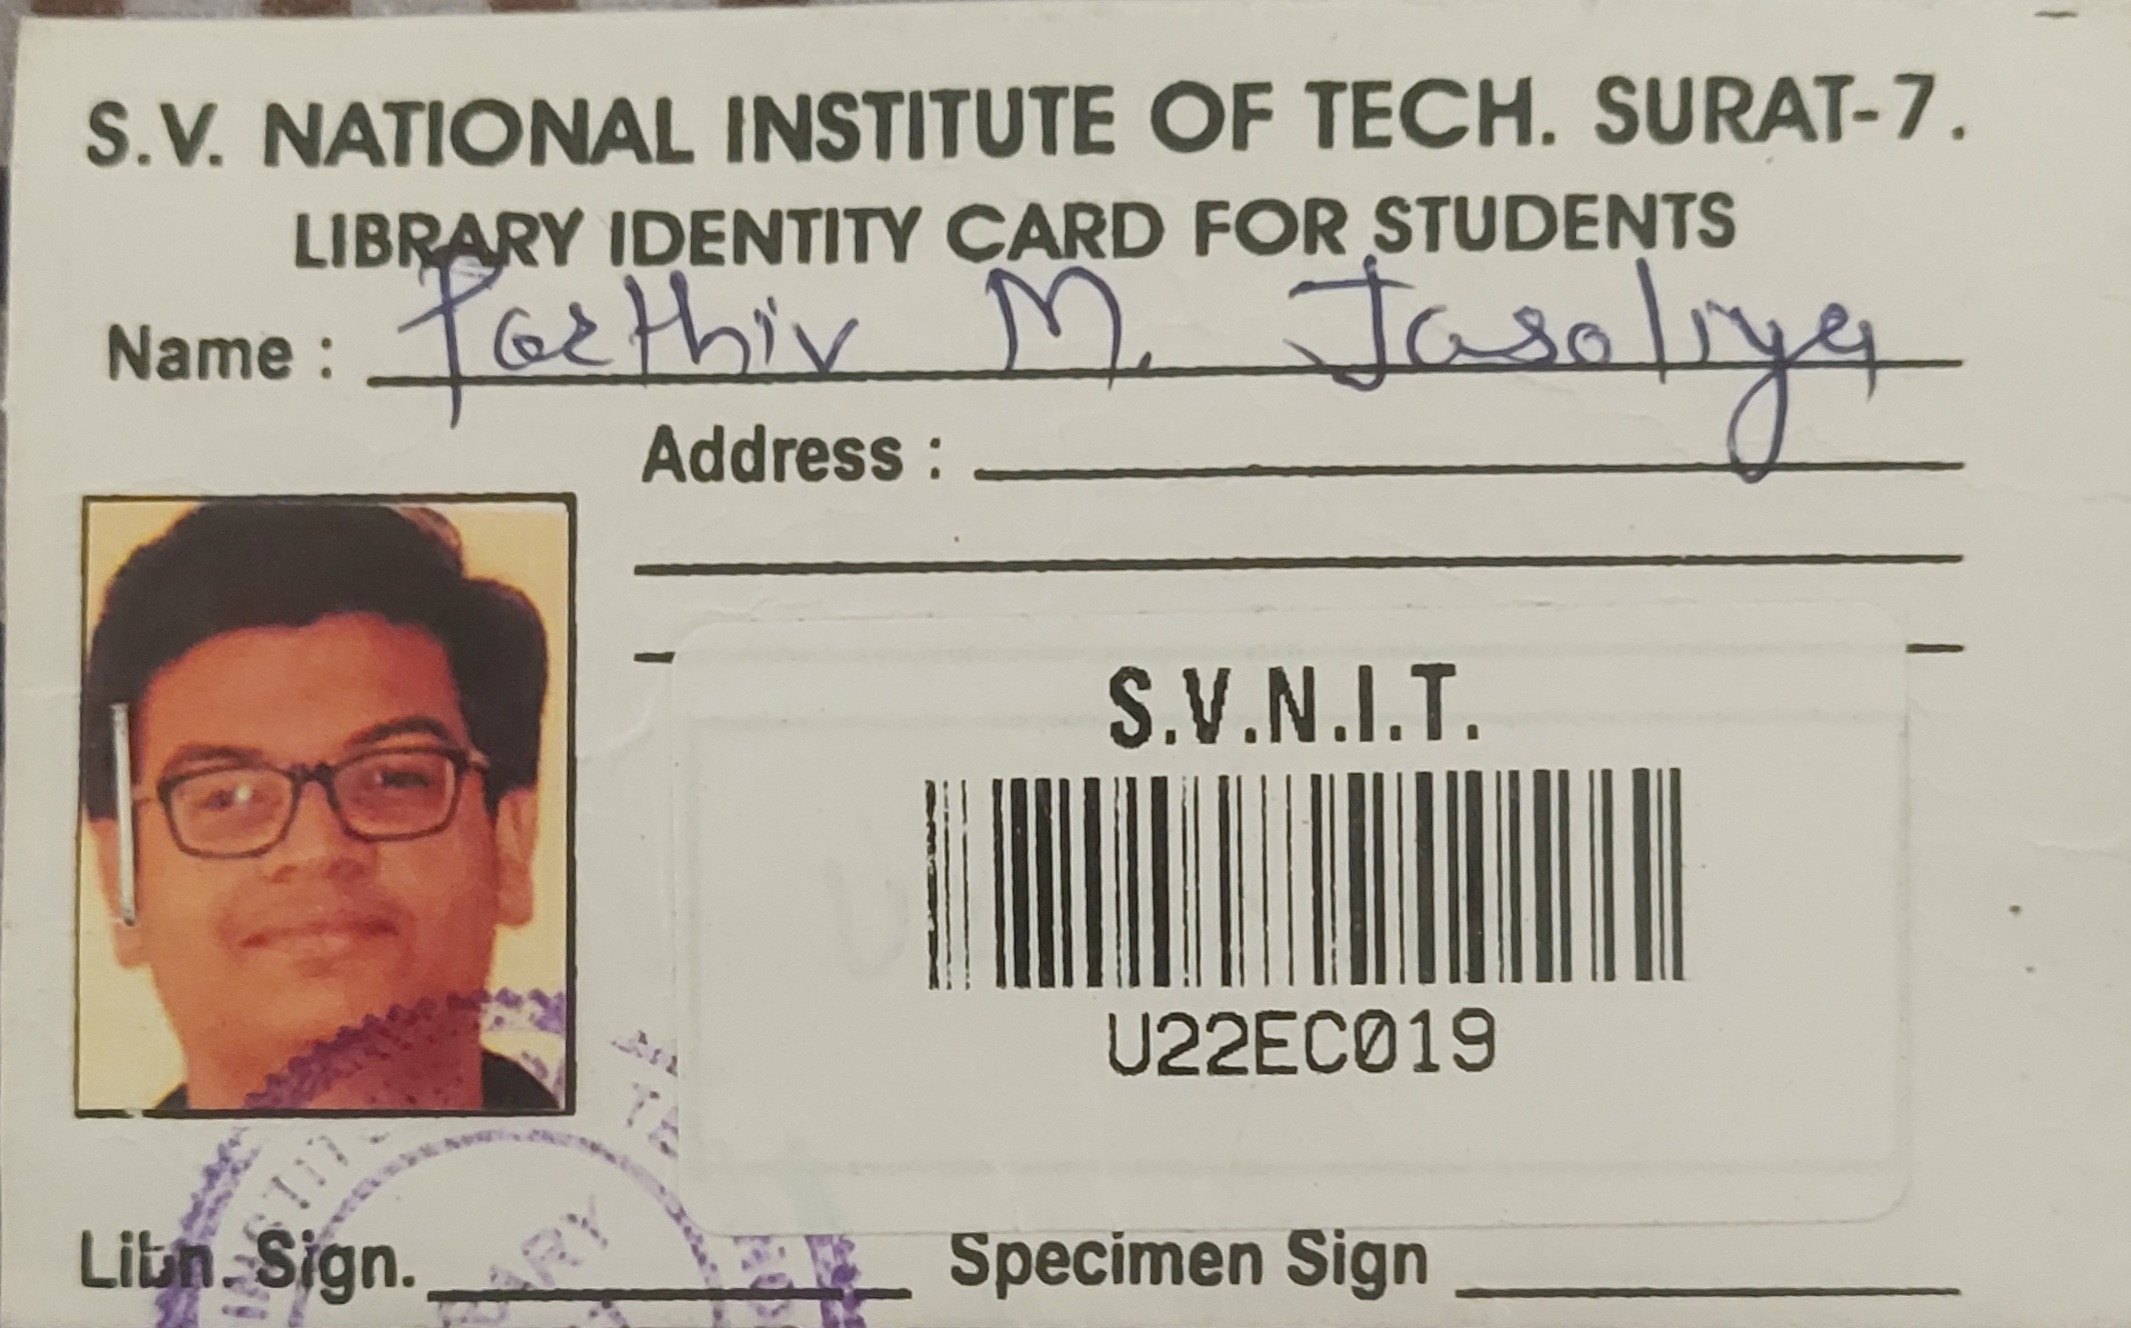 S.V. NATIONAL INSTITUTE OF TECH. SURAT-7.
LIBRARY IDENTITY CARD FOR STUDENTS
Name : Parthiv M. Jasoliya
Address :
S.V.N.I.T.
U22EC019
Libn. Sign.
Specimen Sign